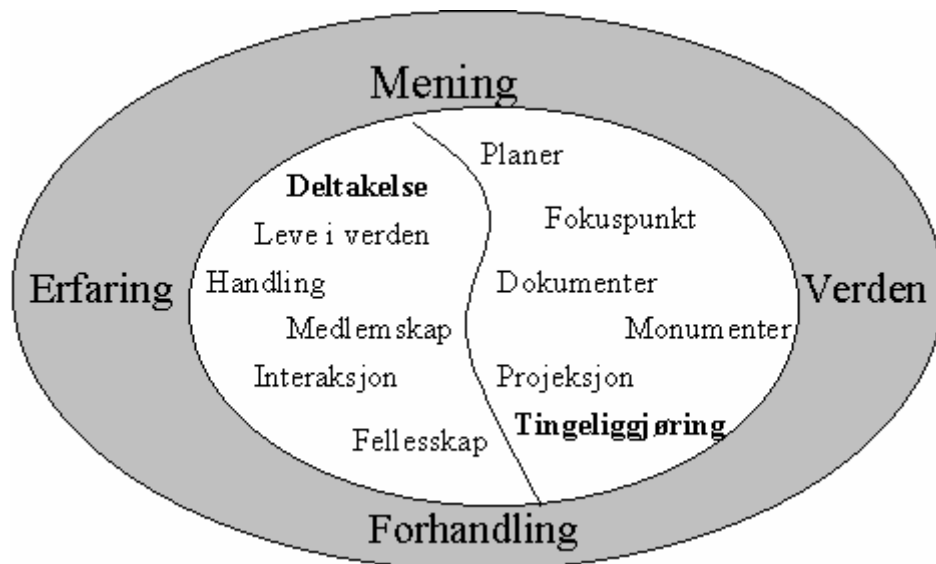 Mening
Planer
Deltakelse
Fokuspunkt
Leve i verden
Erfaring
Handling
Dokumenter
Verden
Medlemskap
Monumenter
Interaksjon
Projeksjon
Tingeliggjøring
Fellesskap
Forhandling